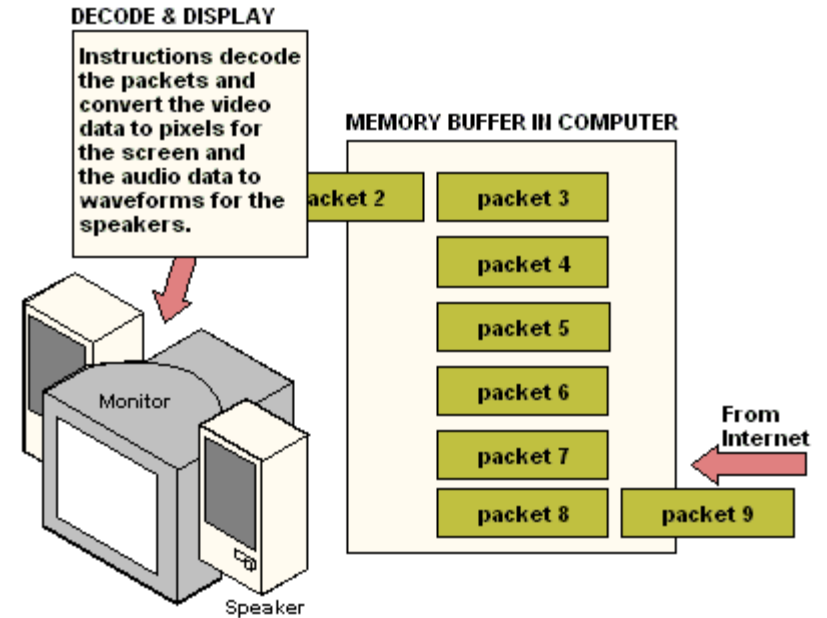 DECODE & DISPLAY
Instructions decode
the packets and
convert the video
data to pixels for
the screen and
the audio data to
waveforms for the
speakers.
MEMORY BUFFER IN COMPUTER
acket 2
packet 3
packet 4
packet 5
packet 6
packet 7
packet 8
packet 9
From
Internet
Monitor
Speaker